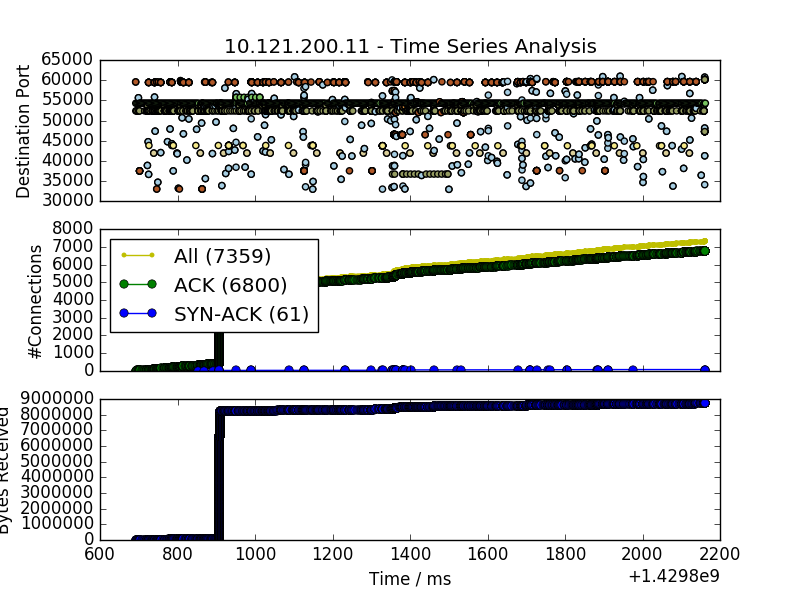 10.121.200.11 - Time Series Analysis
Destination Port
65000
60000
55000
50000
45000
40000
35000
30000
#Connections
8000
7000
6000
5000
4000
3000
2000
1000
0
All (7359)
ACK (6800)
SYN-ACK (61)
Bytes Received
9000000
8000000
7000000
6000000
5000000
4000000
3000000
2000000
1000000
0
600 800 1000 1200 1400 1600 1800 2000 2200
Time / ms
+1.4298e9